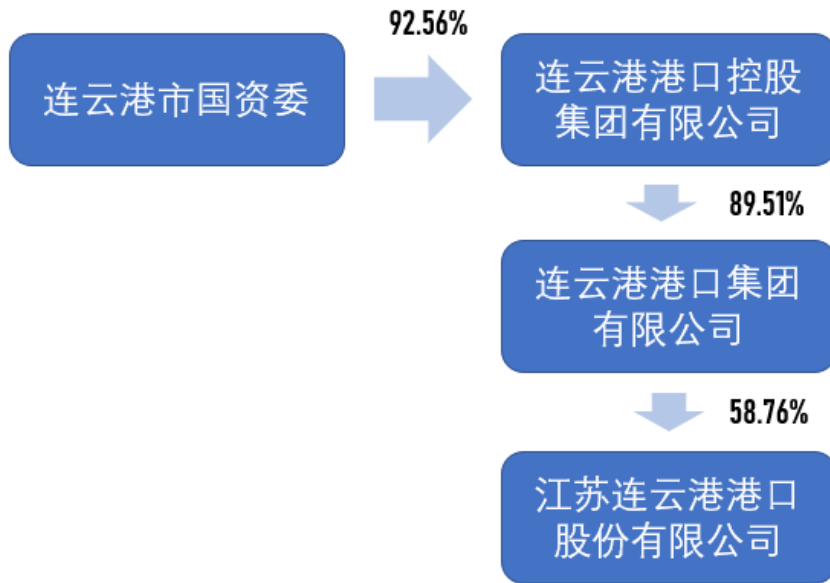 92.56%
连云港市国资委
连云港港口控股
集团有限公司
89.51%
连云港港口集团
有限公司
58.76%
江苏连云港港口
股份有限公司